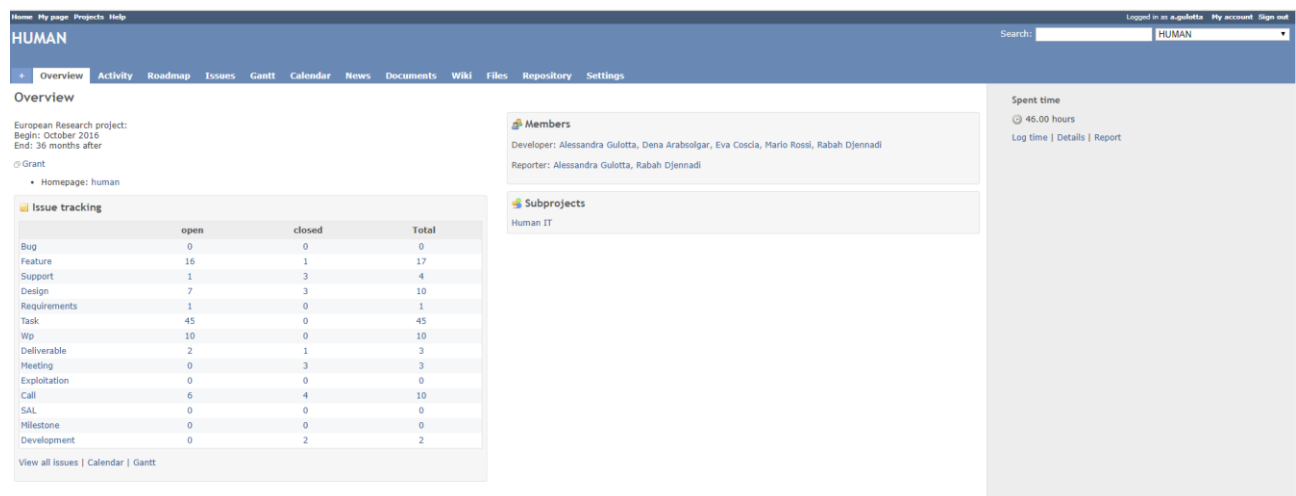 Home My page Projects Help
Logged in as a.gulotta My account Sign out
HUMAN
Search: HUMAN
+ Overview Activity Roadmap Issues Gantt Calendar News Documents Wiki Files Repository Settings
Overview
European Research project:
Begin: October 2016
End: 36 months after
Grant
• Homepage: human
Issue tracking
open closed Total
Bug 0 0 0
Feature 16 1 17
Support 1 3 4
Design 7 3 10
Requirements 1 0 1
Task 45 0 45
Wp 10 0 10
Deliverable 2 1 3
Meeting 0 3 3
Exploitation 0 0 0
Call 6 4 10
SAL 0 0 0
Milestone 0 0 0
Development 0 2 2
View all issues | Calendar | Gantt
Members
Developer: Alessandra Gulotta, Dena Arabsolgar, Eva Coscia, Mario Rossi, Rabah Djennadi
Reporter: Alessandra Gulotta, Rabah Djennadi
Subprojects
Human IT
Spent time
46.00 hours
Log time | Details | Report